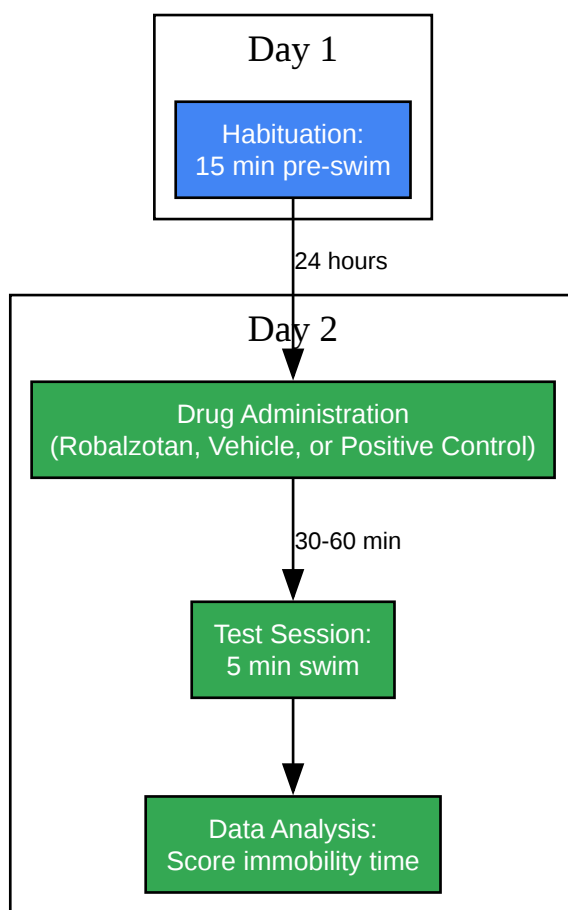 Day 1
Habituation:
15 min pre-swim
24 hours
Day 2
Drug Administration
(Robalzotan, Vehicle, or Positive Control)
30-60 min
Test Session:
5 min swim
Data Analysis:
Score immobility time